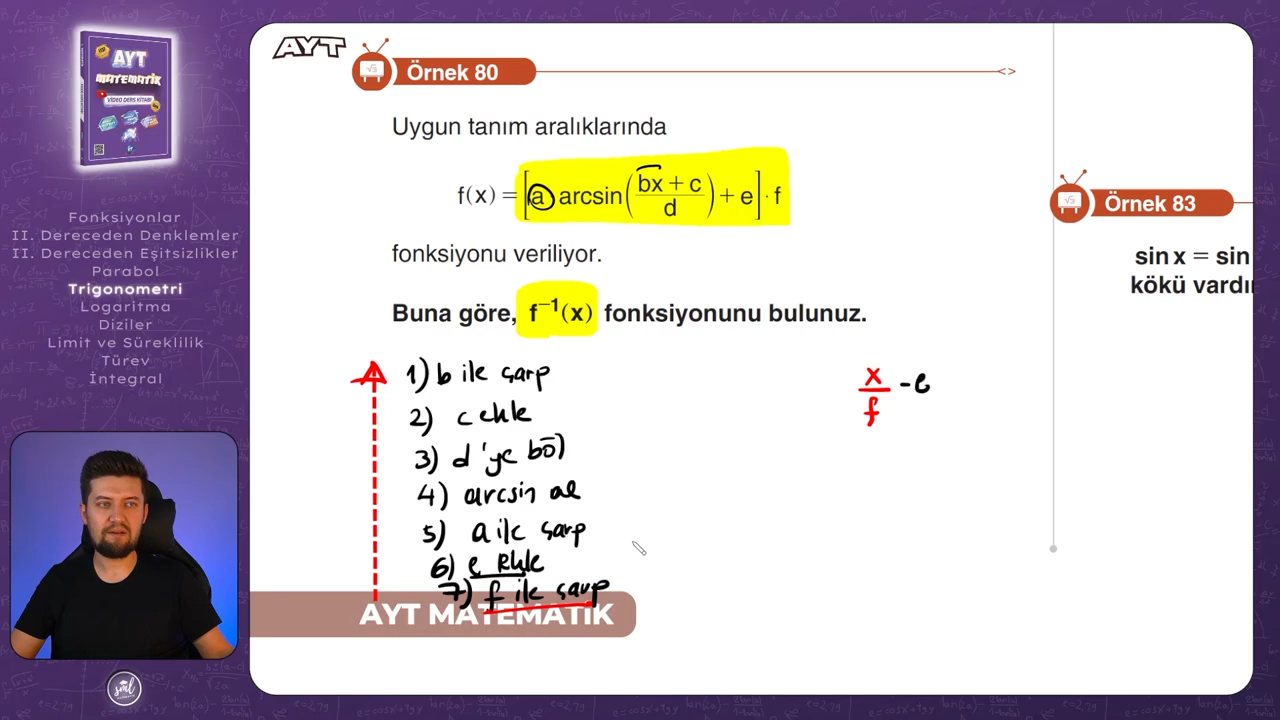 AYT
MATEMATİK
VİDEO DERS KİTABI
Fonksiyonlar
II. Dereceden Denklemler
II. Dereceden Eşitsizlikler
Parabol
Trigonometri
Logaritma
Diziler
Limit ve Süreklilik
Türev
İntegral
AYT
Örnek 80
Uygun tanım aralıklarında
f(x) = [a arcsin((bx + c)/d) + e] · f
fonksiyonu veriliyor.
Buna göre, f⁻¹(x) fonksiyonunu bulunuz.
1) b ile çarp
2) c ekle
3) d'ye böl
4) arcsin al
5) a ile çarp
6) e ekle
7) f ile çarp
x/f - e
AYT MATEMATİK
Örnek 83
sin x = sin
kökü vardı
sml